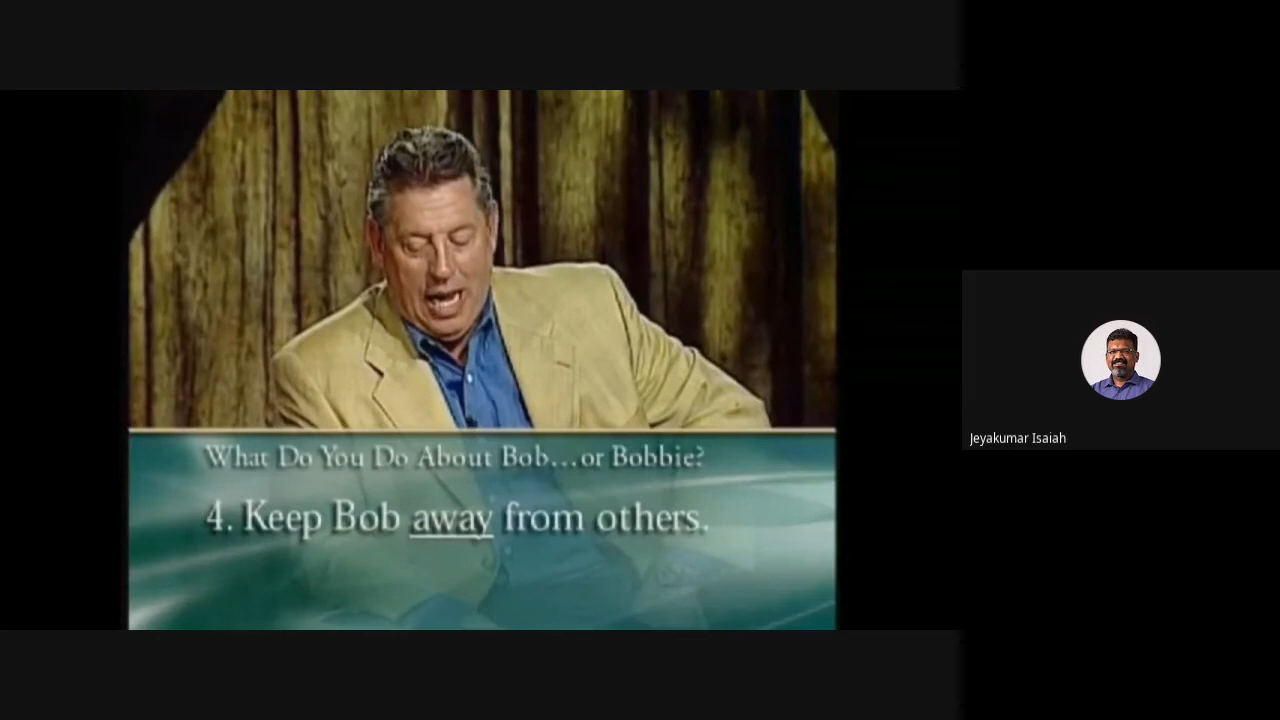 What Do You Do About Bob...or Bobbie?
4. Keep Bob away from others.
Jeyakumar Isaiah